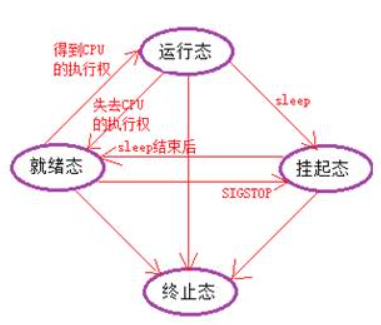 得到CPU
的执行权
运行态
失去CPU
的执行权
sleep
sleep结束后
就绪态
挂起态
SIGSTOP
终止态